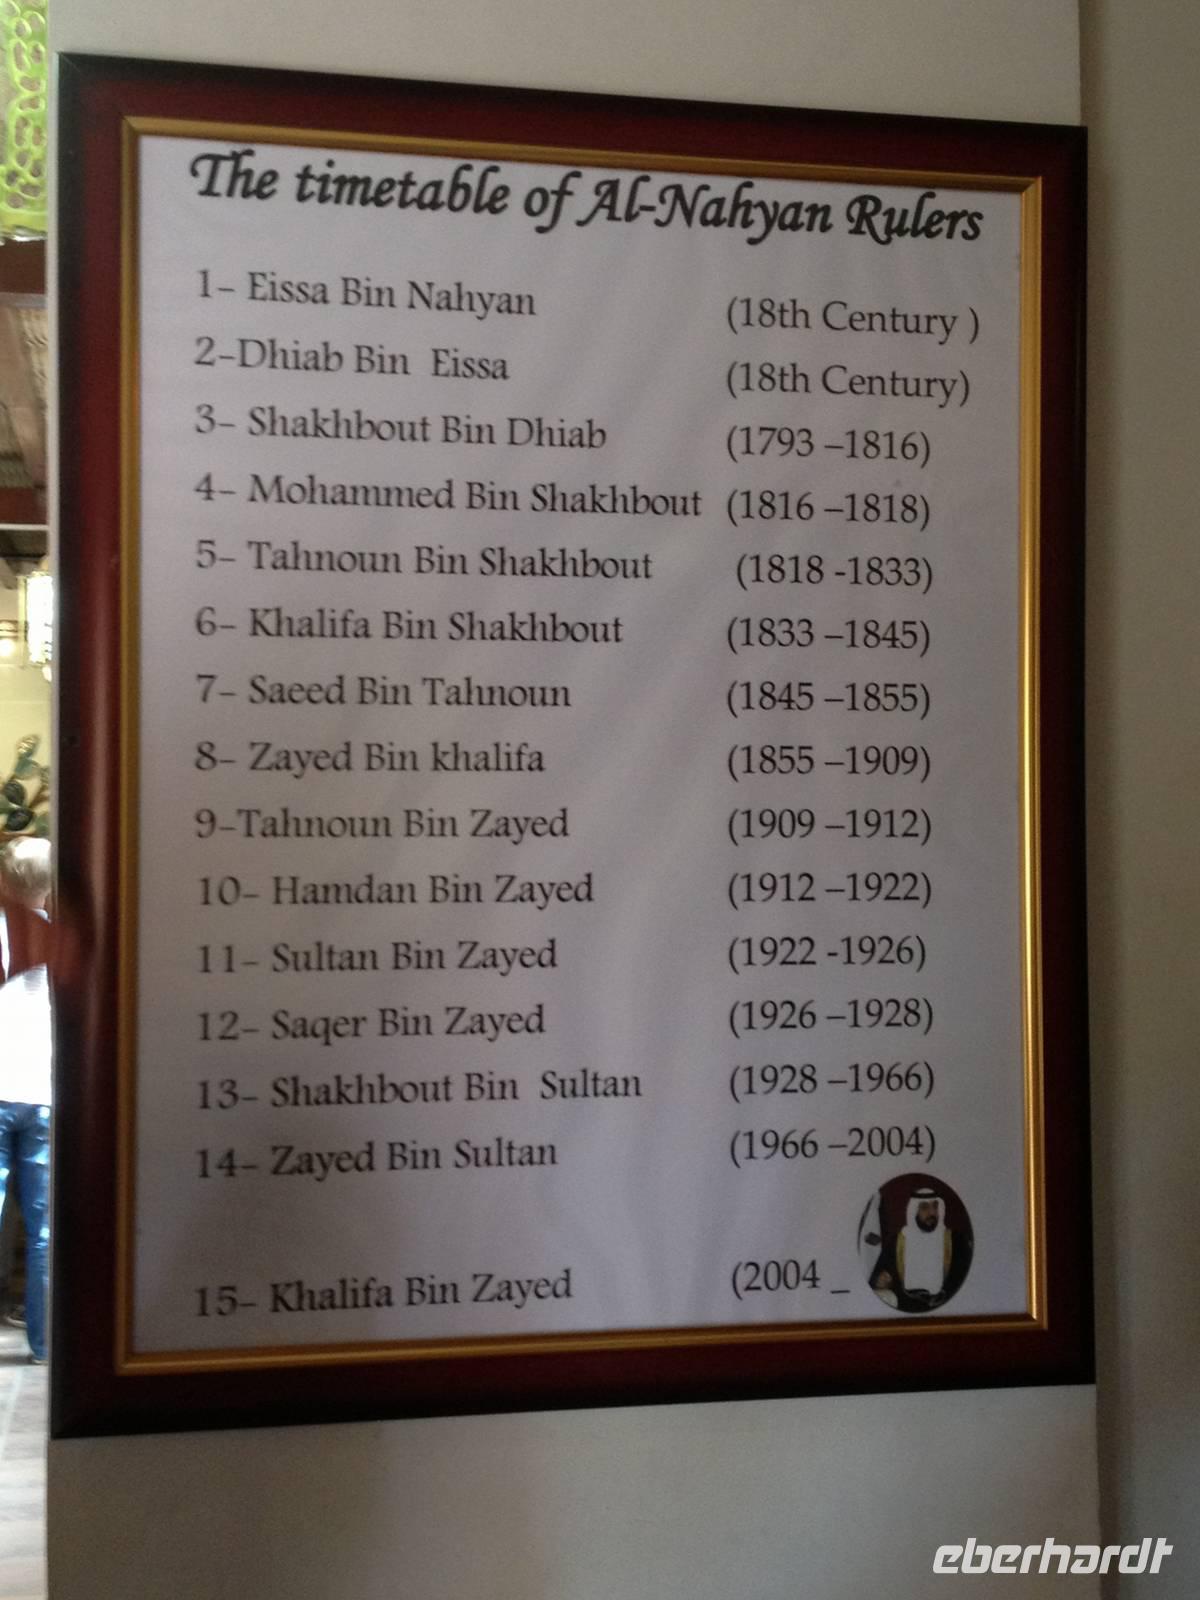 The timetable of Al-Nahyan Rulers
1- Eissa Bin Nahyan (18th Century )
2-Dhiab Bin Eissa (18th Century)
3- Shakhbout Bin Dhiab (1793 –1816)
4- Mohammed Bin Shakhbout (1816 –1818)
5- Tahnoun Bin Shakhbout (1818 -1833)
6- Khalifa Bin Shakhbout (1833 –1845)
7- Saeed Bin Tahnoun (1845 –1855)
8- Zayed Bin khalifa (1855 –1909)
9-Tahnoun Bin Zayed (1909 –1912)
10- Hamdan Bin Zayed (1912 –1922)
11- Sultan Bin Zayed (1922 -1926)
12- Saqer Bin Zayed (1926 –1928)
13- Shakhbout Bin Sultan (1928 –1966)
14- Zayed Bin Sultan (1966 –2004)
15- Khalifa Bin Zayed (2004 _
eberhardt